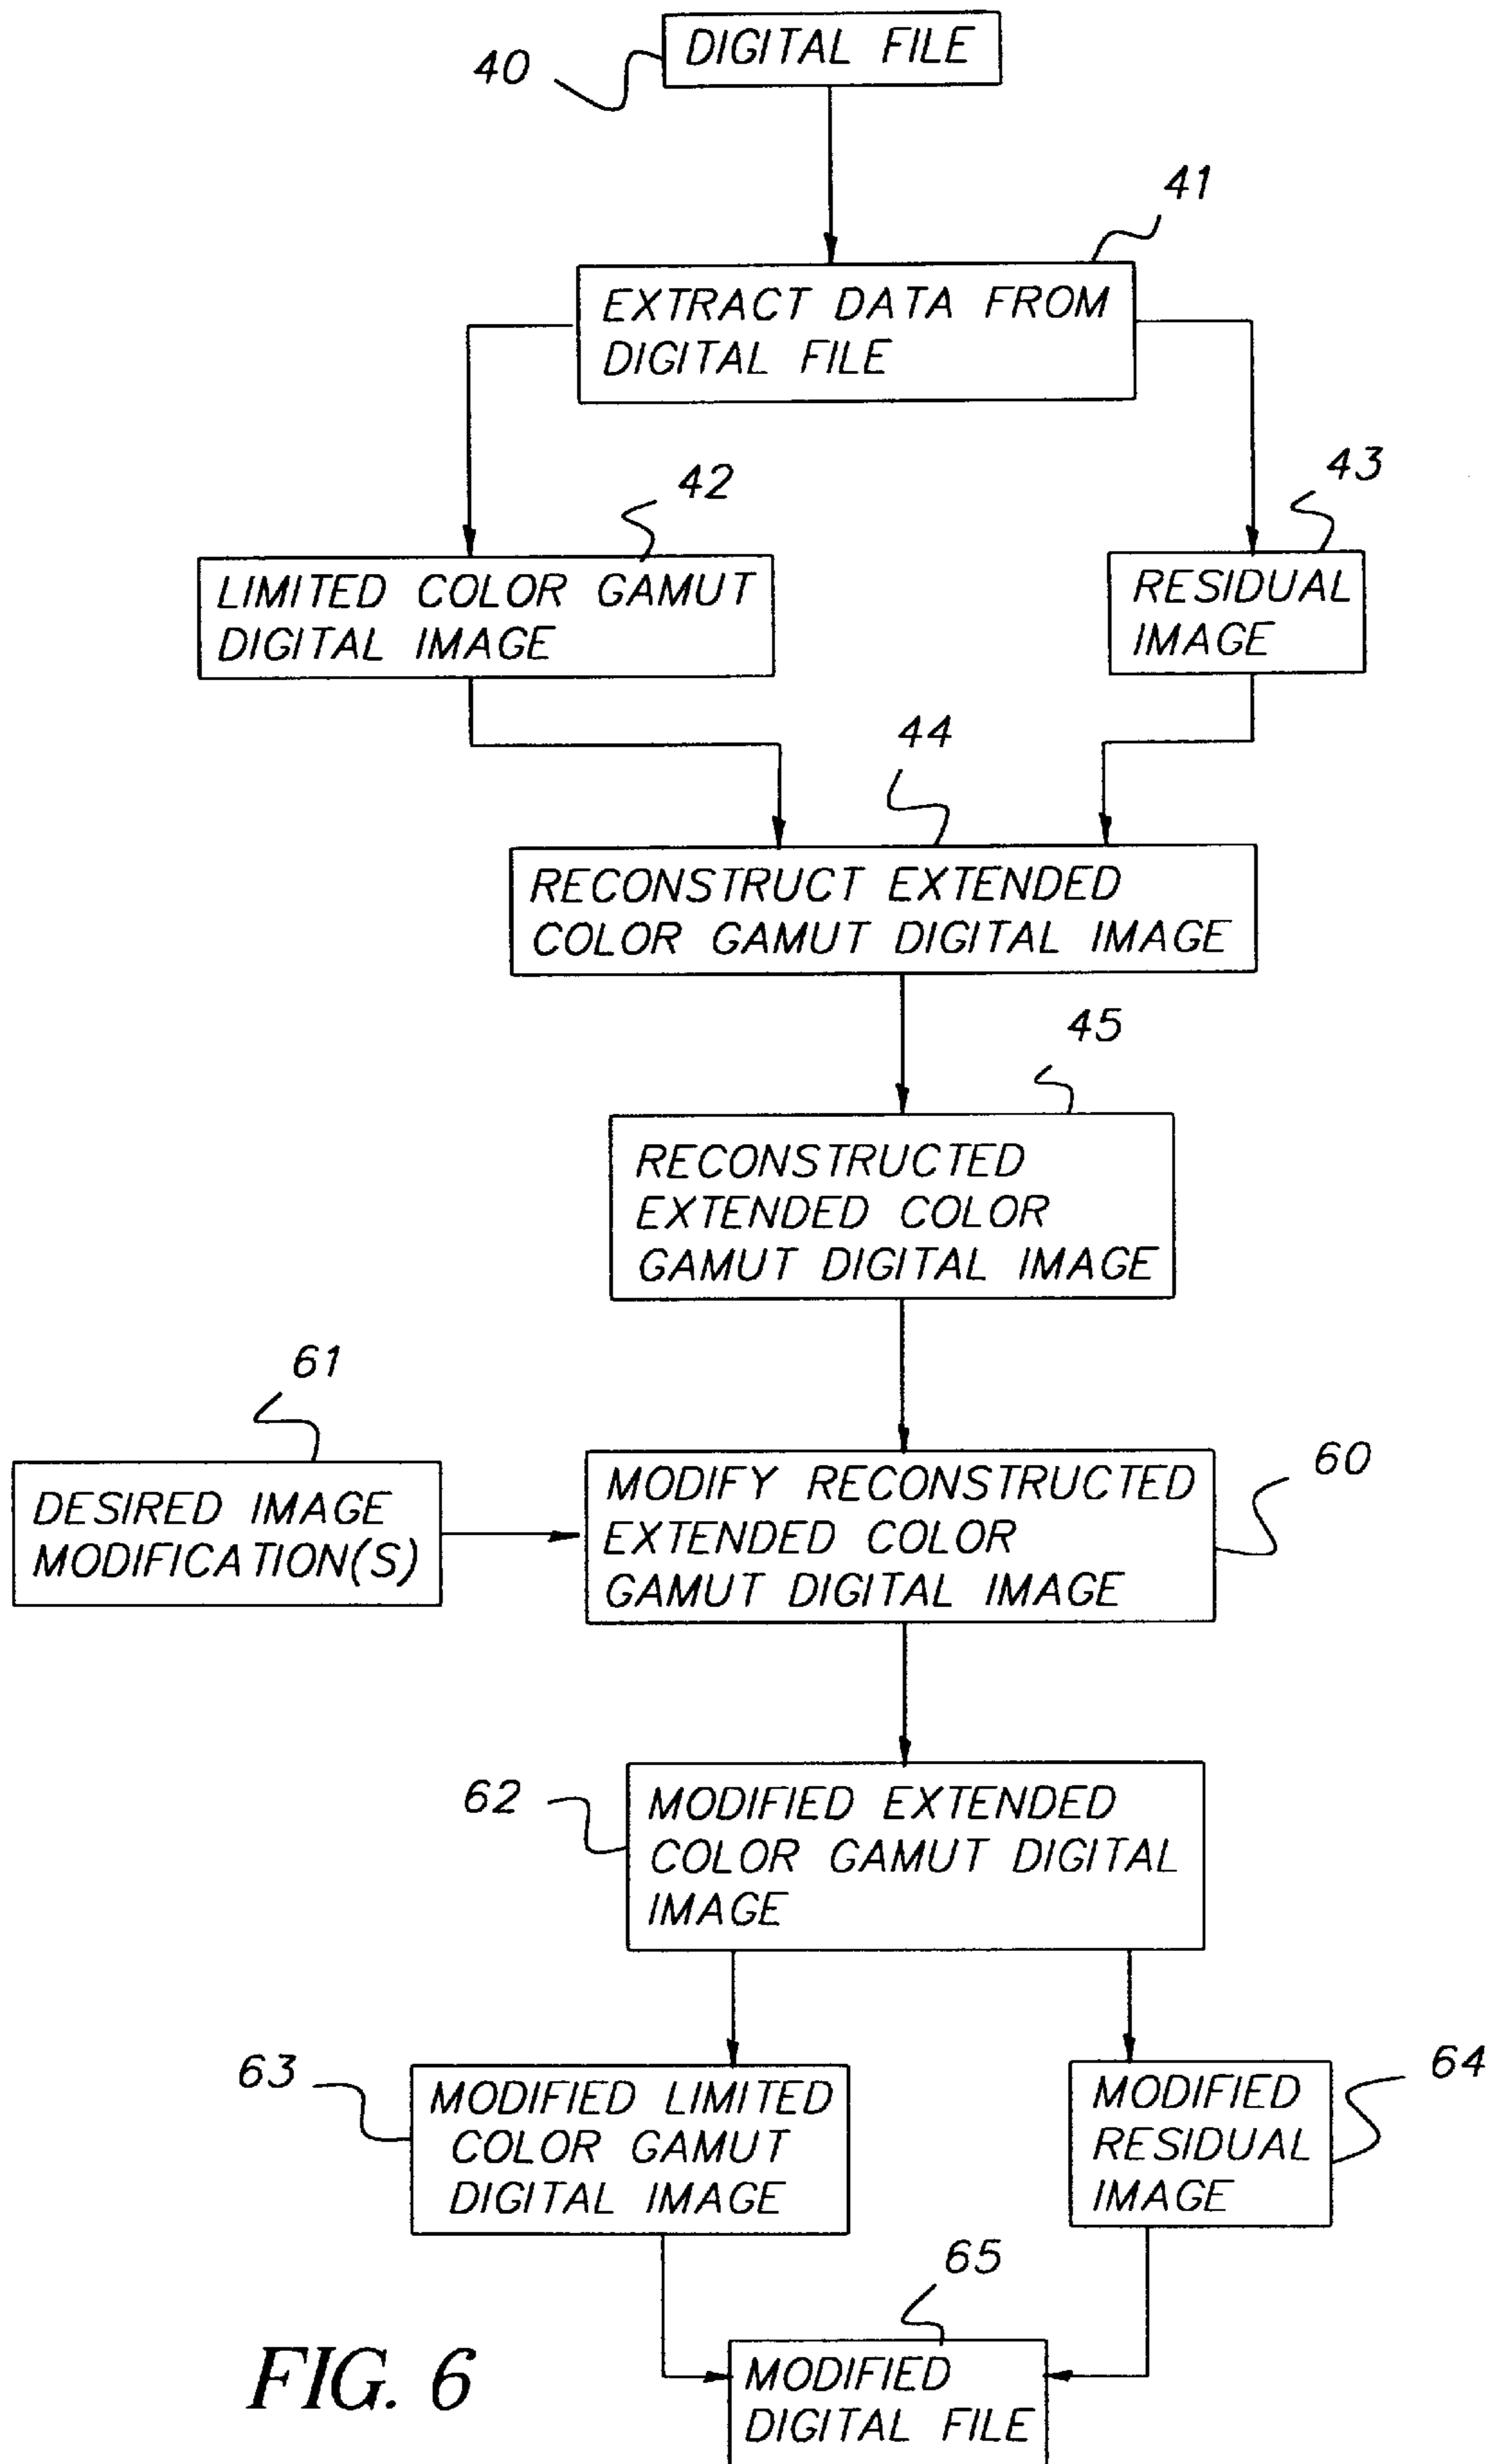 DIGITAL FILE
40
41
EXTRACT DATA FROM
DIGITAL FILE
42
43
LIMITED COLOR GAMUT
DIGITAL IMAGE
RESIDUAL
IMAGE
44
RECONSTRUCT EXTENDED
COLOR GAMUT DIGITAL IMAGE
45
RECONSTRUCTED
EXTENDED COLOR
GAMUT DIGITAL IMAGE
61
60
DESIRED IMAGE
MODIFICATION(S)
MODIFY RECONSTRUCTED
EXTENDED COLOR
GAMUT DIGITAL IMAGE
62
MODIFIED EXTENDED
COLOR GAMUT DIGITAL
IMAGE
63
64
MODIFIED LIMITED
COLOR GAMUT
DIGITAL IMAGE
MODIFIED
RESIDUAL
IMAGE
65
MODIFIED
DIGITAL FILE
FIG. 6